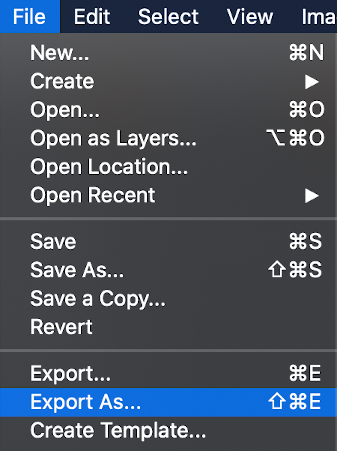 File Edit Select View Ima
New... ⌘N
Create ▶
Open... ⌘O
Open as Layers... ⌥⌘O
Open Location...
Open Recent ▶
Save ⌘S
Save As... ⇧⌘S
Save a Copy...
Revert
Export... ⌘E
Export As... ⇧⌘E
Create Template...